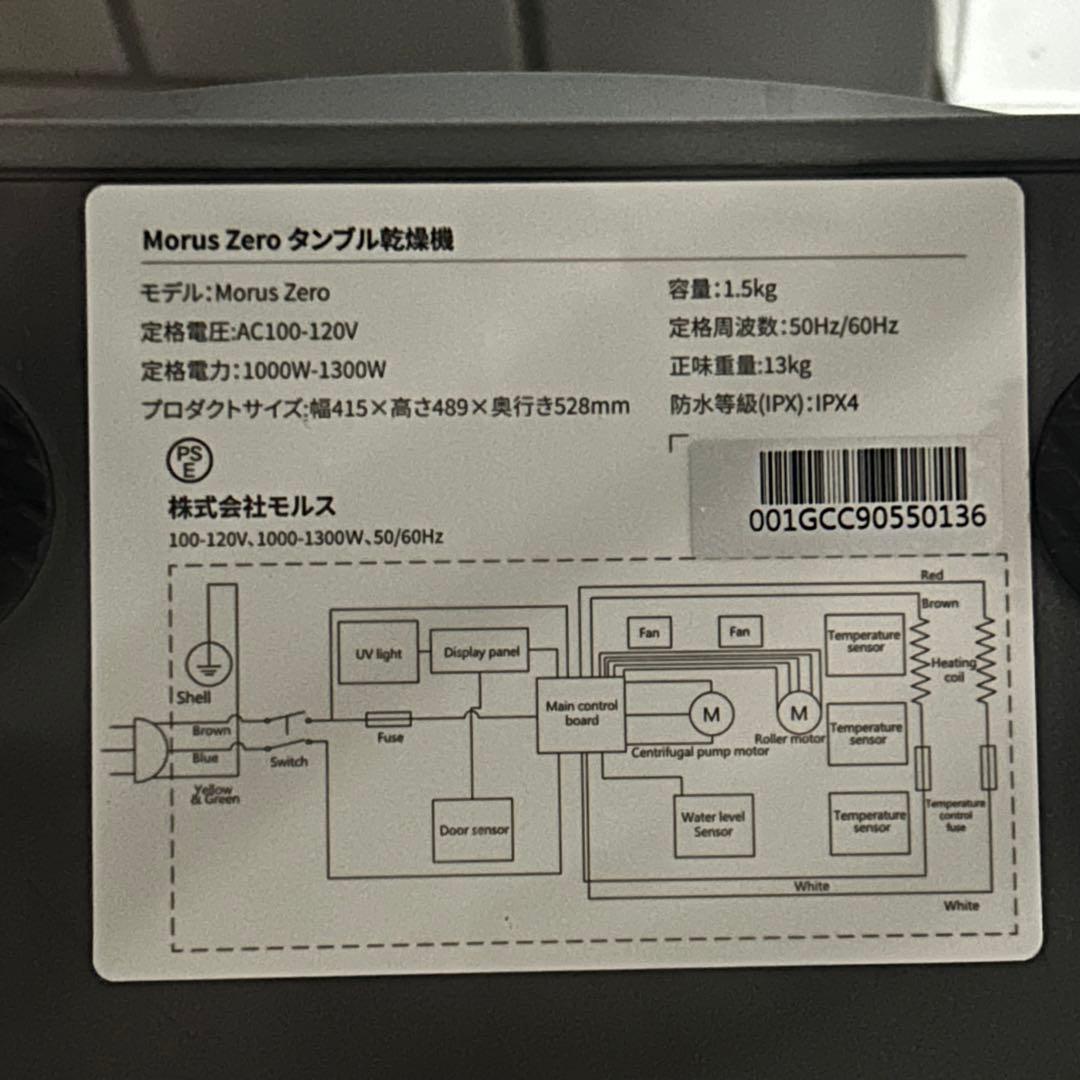 Morus Zero タンブル乾燥機
モデル:Morus Zero
定格電圧:AC100-120V
定格電力:1000W-1300W
プロダクトサイズ:幅415×高さ489×奥行き528mm
容量:1.5kg
定格周波数:50Hz/60Hz
正味重量:13kg
防水等級(IPX):IPX4
PS
E
株式会社モルス
100-120V、1000-1300W、50/60Hz
001GCC90550136
Red
Brown
Fan
Fan
Temperature
sensor
UV light
Display panel
Heating
coil
Shell
Main control
board
M
M
Brown
Fuse
Roller motor
Temperature
sensor
Centrifugal pump motor
Blue
Switch
Yellow
& Green
Door sensor
Water level
Sensor
Temperature
sensor
Temperature
control
fuse
White
White